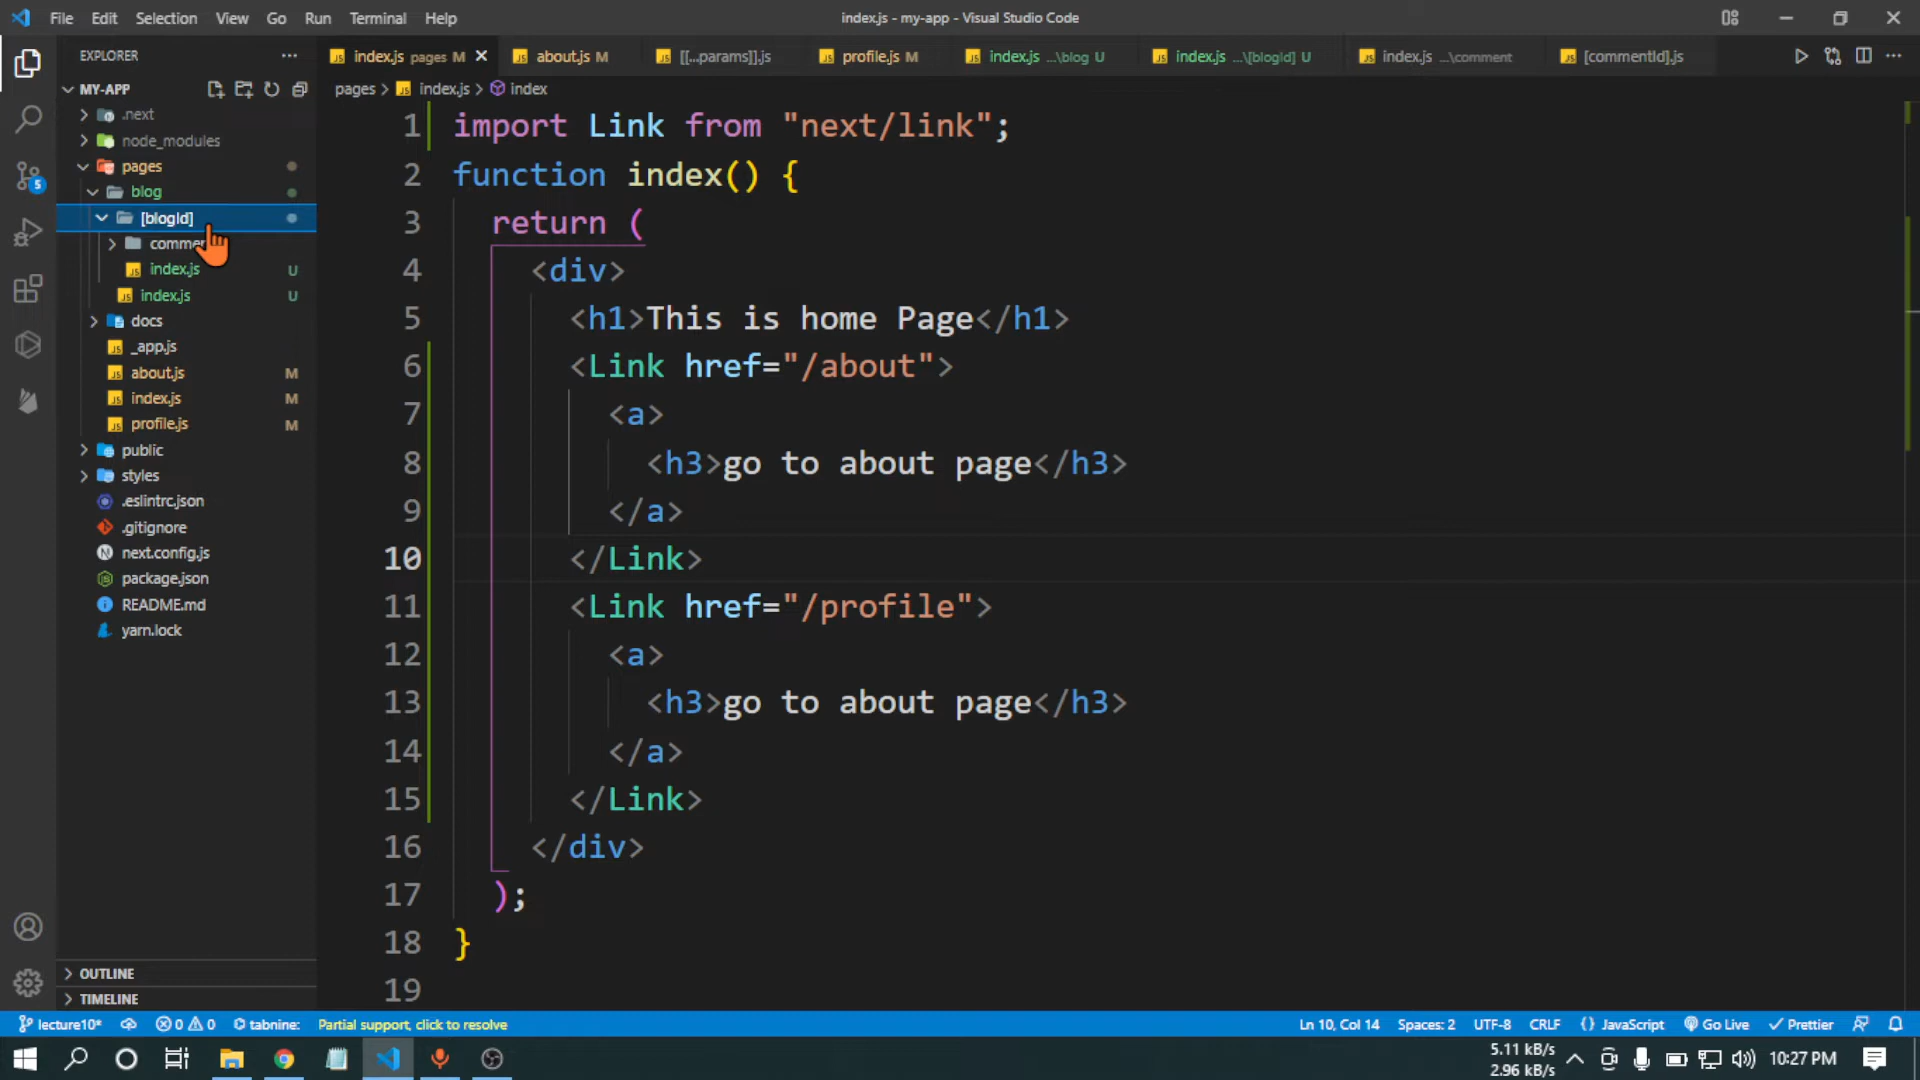 File Edit Selection View Go Run Terminal Help
index.js - my-app - Visual Studio Code
EXPLORER
index.js pages M
about.js M
[[...params]].js
profile.js M
index.js ...\blog U
index.js ...\[blogId] U
index.js ...\comment
[commentId].js
MY-APP
pages > index.js > index
.next
node_modules
pages
blog
[blogId]
index.js U
index.js U
docs
_app.js
about.js M
index.js M
profile.js M
public
styles
.eslintrc.json
.gitignore
next.config.js
package.json
README.md
yarn.lock
OUTLINE
TIMELINE
1 import Link from "next/link";
2 function index() {
3 return (
4 <div>
5 <h1>This is home Page</h1>
6 <Link href="/about">
7 <a>
8 <h3>go to about page</h3>
9 </a>
10 </Link>
11 <Link href="/profile">
12 <a>
13 <h3>go to about page</h3>
14 </a>
15 </Link>
16 </div>
17 );
18 }
19
5
lecture10* 0 0 tabnine: Partial support, click to resolve
Ln 10, Col 14 Spaces: 2 UTF-8 CRLF {} JavaScript Go Live Prettier
5.11 kB/s
2.96 kB/s
10:27 PM